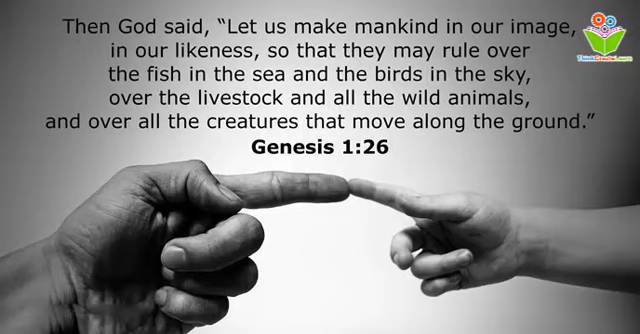 Then God said, “Let us make mankind in our image,
in our likeness, so that they may rule over
the fish in the sea and the birds in the sky,
over the livestock and all the wild animals,
and over all the creatures that move along the ground.”
Genesis 1:26